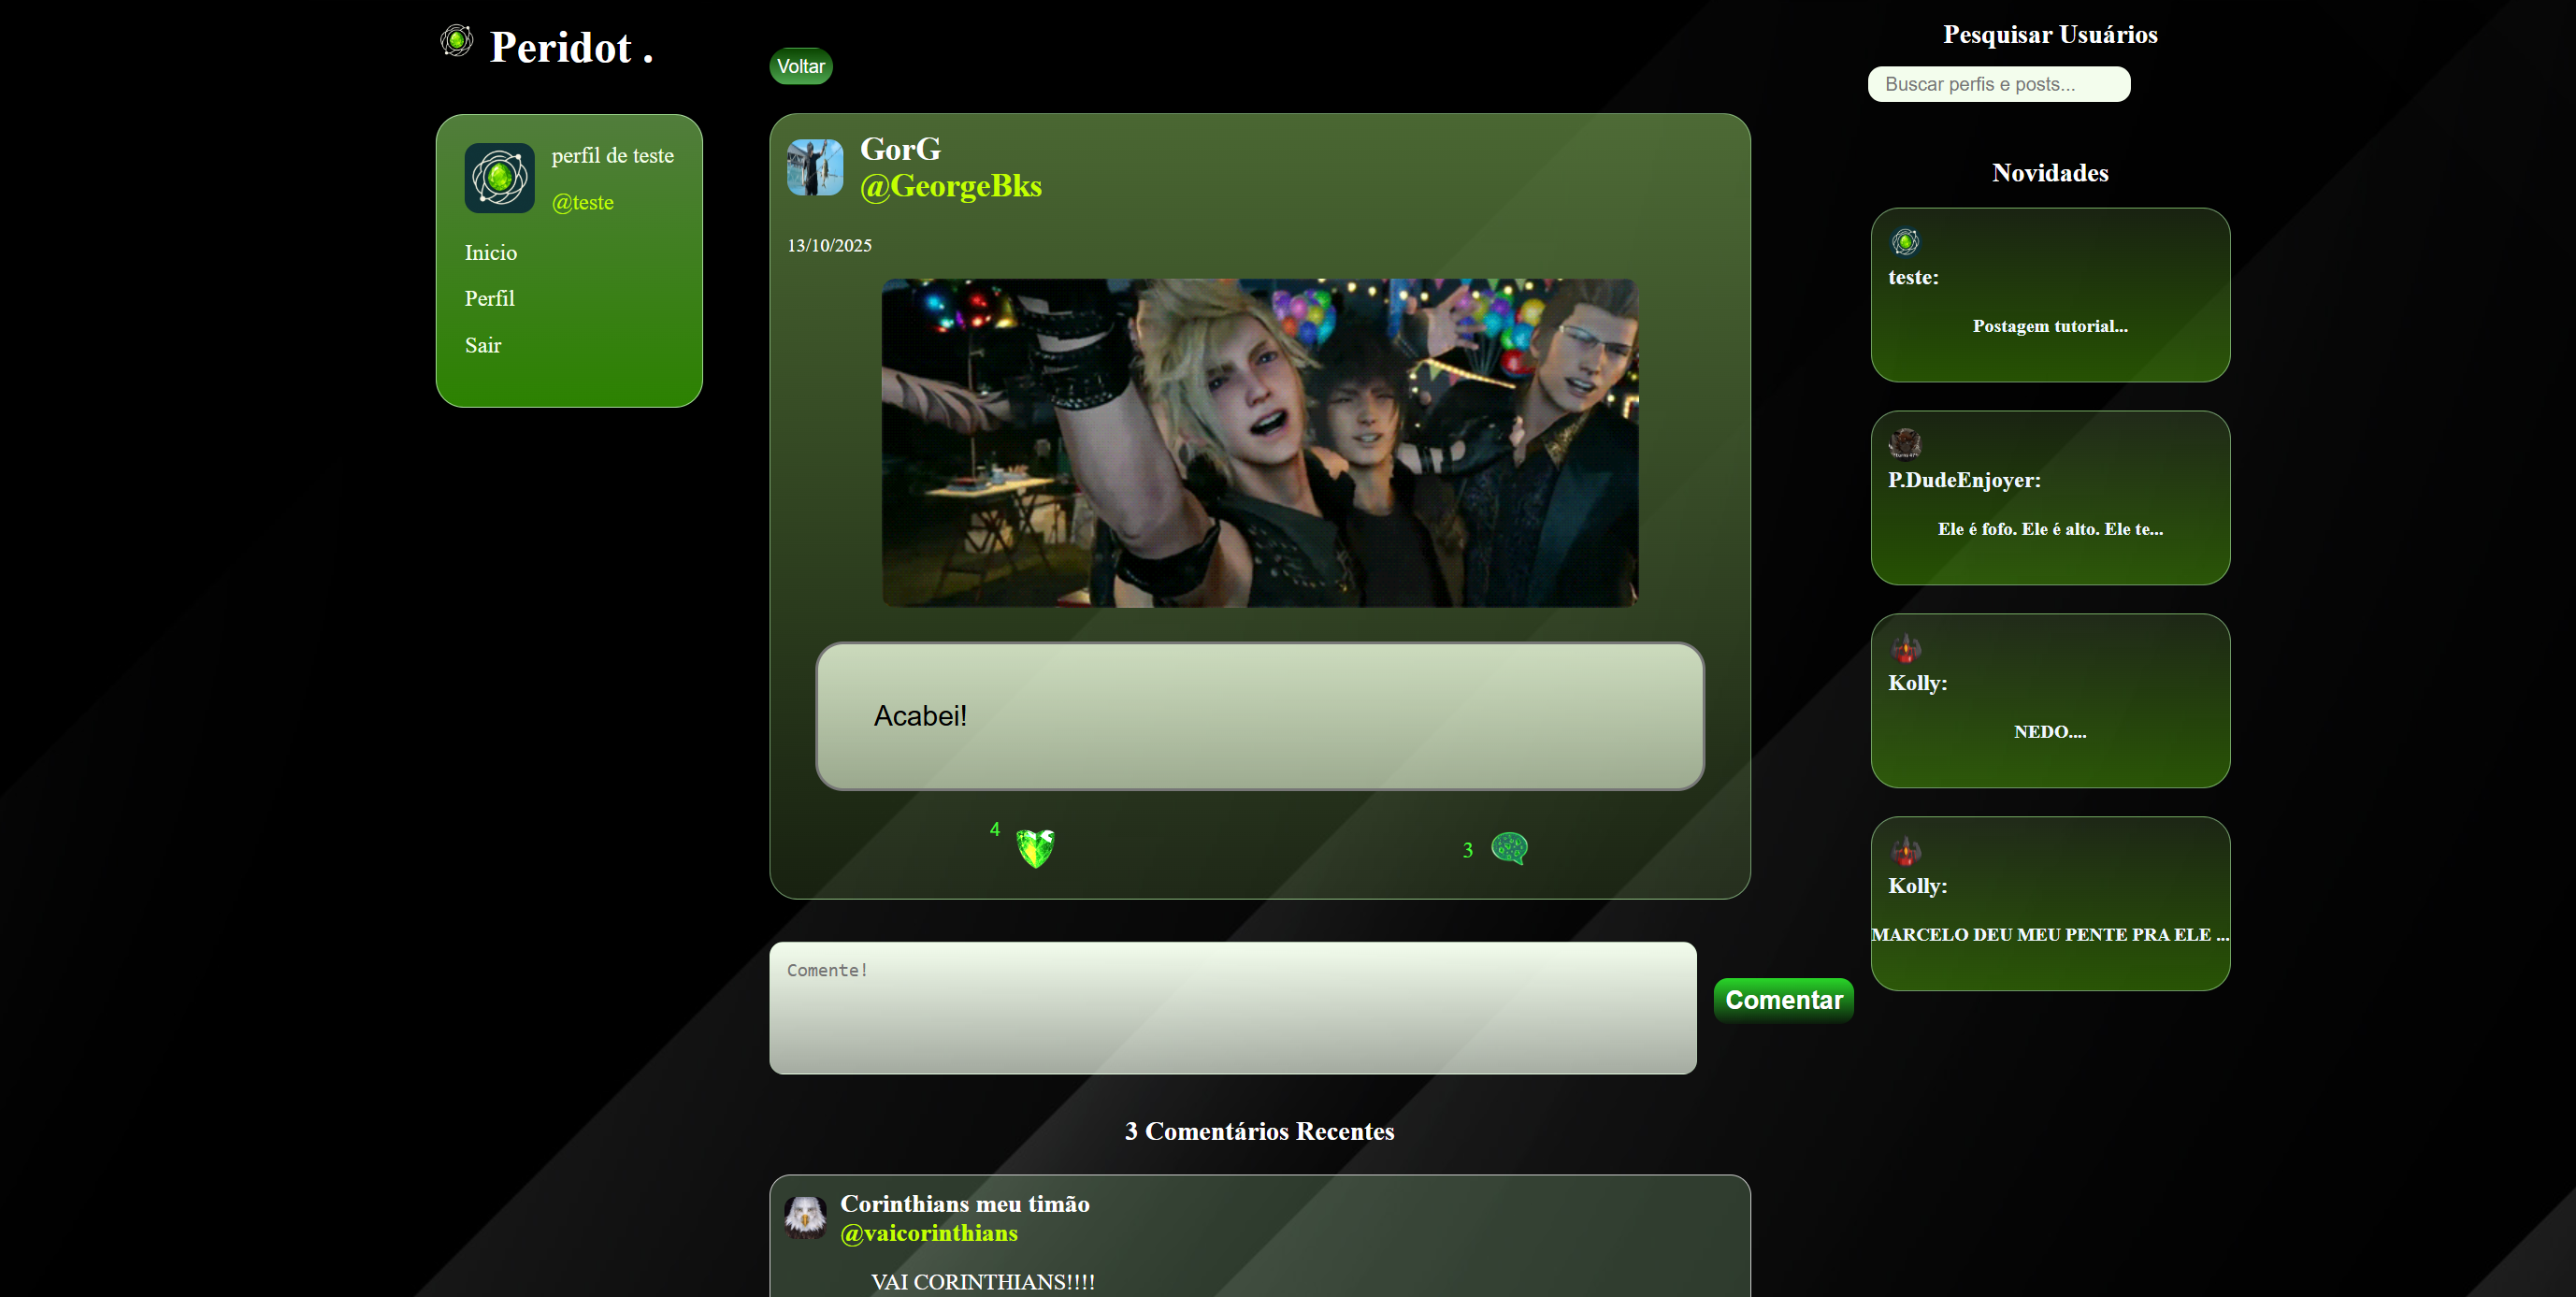 Peridot .
perfil de teste
@teste
Inicio
Perfil
Sair
Voltar
GorG
@GeorgeBks
13/10/2025
Acabei!
4
3
Comente!
Comentar
3 Comentários Recentes
Corinthians meu timão
@vaicorinthians
VAI CORINTHIANS!!!!
Pesquisar Usuários
Buscar perfis e posts...
Novidades
teste:
Postagem tutorial...
P.DudeEnjoyer:
Ele é fofo. Ele é alto. Ele te...
Kolly:
NEDO....
Kolly:
MARCELO DEU MEU PENTE PRA ELE ...